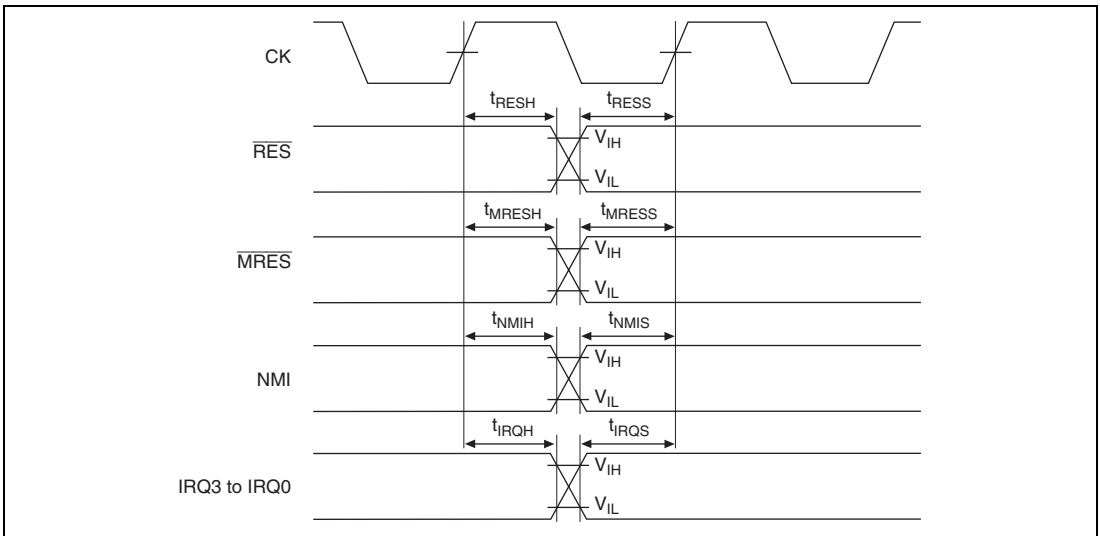 CK
tRESH tRESS
RES
VIH
VIL
tMRESH tMRESS
MRES
VIH
VIL
tNMIH tNMIS
NMI
VIH
VIL
tIRQH tIRQS
IRQ3 to IRQ0
VIH
VIL